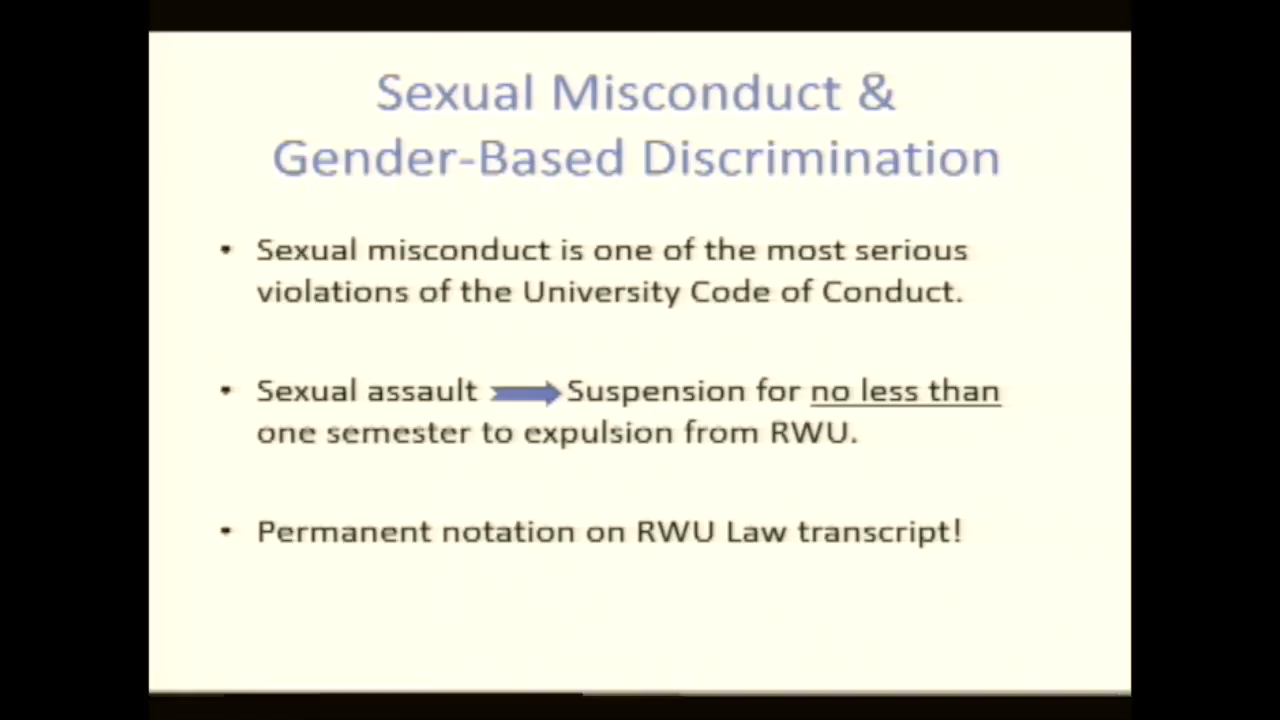 Sexual Misconduct &
Gender-Based Discrimination
• Sexual misconduct is one of the most serious
violations of the University Code of Conduct.
• Sexual assault ➡ Suspension for no less than
one semester to expulsion from RWU.
• Permanent notation on RWU Law transcript!